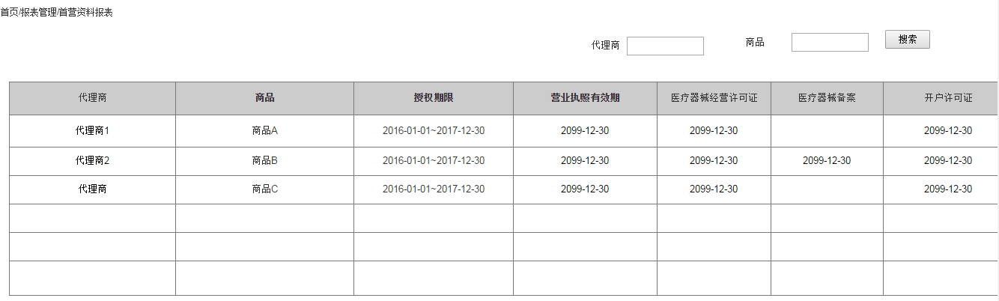 首页/报表管理/首营资料报表
代理商 商品 搜索
代理商 商品 授权期限 营业执照有效期 医疗器械经营许可证 医疗器械备案 开户许可证
代理商1 商品A 2016-01-01~2017-12-30 2099-12-30 2099-12-30 2099-12-30
代理商2 商品B 2016-01-01~2017-12-30 2099-12-30 2099-12-30 2099-12-30 2099-12-30
代理商 商品C 2016-01-01~2017-12-30 2099-12-30 2099-12-30 2099-12-30